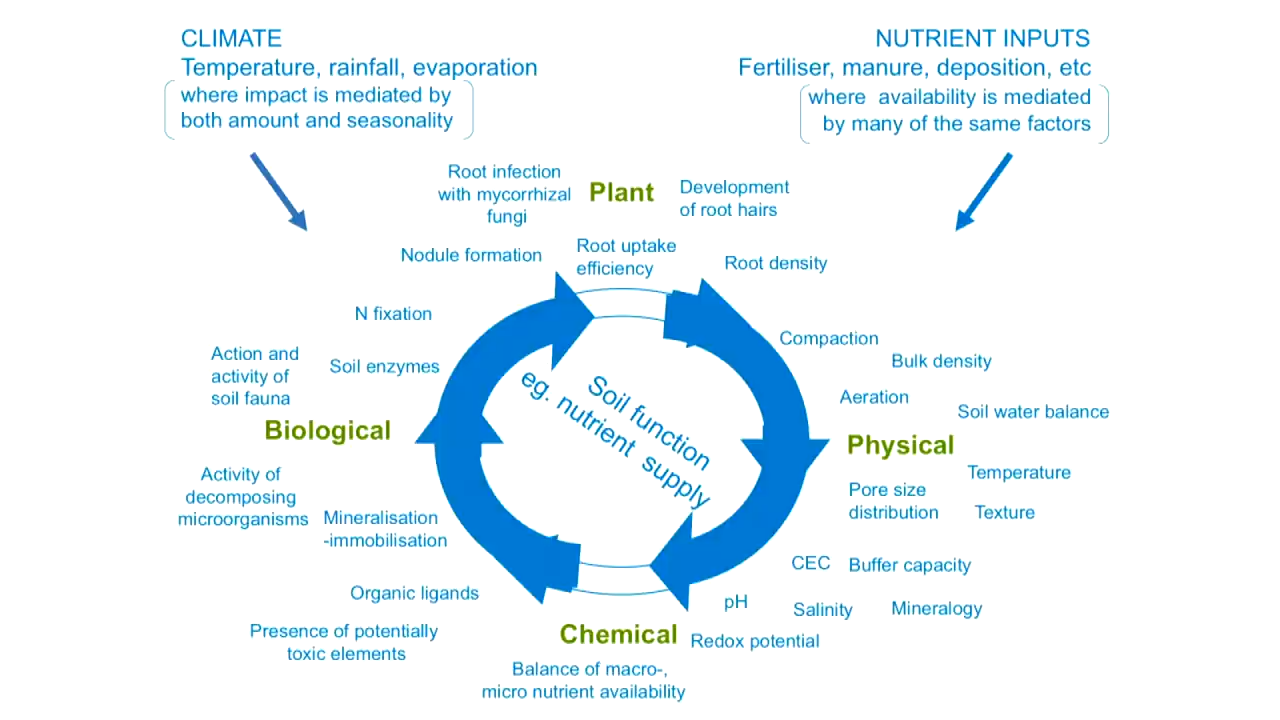 CLIMATE
Temperature, rainfall, evaporation
where impact is mediated by
both amount and seasonality
NUTRIENT INPUTS
Fertiliser, manure, deposition, etc
where availability is mediated
by many of the same factors
Root infection
with mycorrhizal
fungi
Plant
Development
of root hairs
Nodule formation
Root uptake
efficiency
Root density
N fixation
Compaction
Bulk density
Action and
activity of
soil fauna
Soil enzymes
Aeration
Soil water balance
Soil function
eg. nutrient supply
Biological
Physical
Temperature
Activity of
decomposing
microorganisms
Pore size
distribution
Texture
Mineralisation
-immobilisation
CEC
Buffer capacity
Organic ligands
pH
Salinity
Mineralogy
Presence of potentially
toxic elements
Chemical
Redox potential
Balance of macro-,
micro nutrient availability